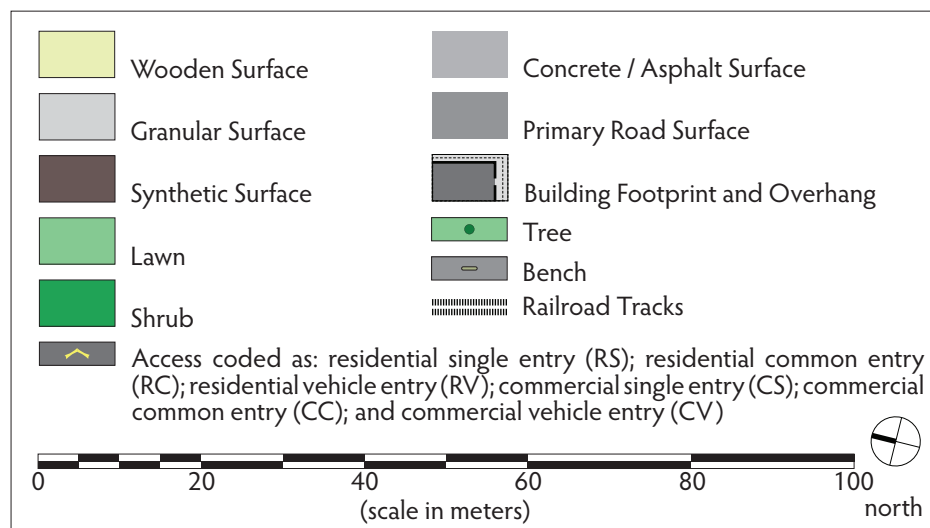 Wooden Surface
Granular Surface
Synthetic Surface
Lawn
Shrub
Concrete / Asphalt Surface
Primary Road Surface
Building Footprint and Overhang
Tree
Bench
Railroad Tracks
Access coded as: residential single entry (RS); residential common entry
(RC); residential vehicle entry (RV); commercial single entry (CS); commercial
common entry (CC); and commercial vehicle entry (CV)
0 20 40 60 80 100
(scale in meters)
north